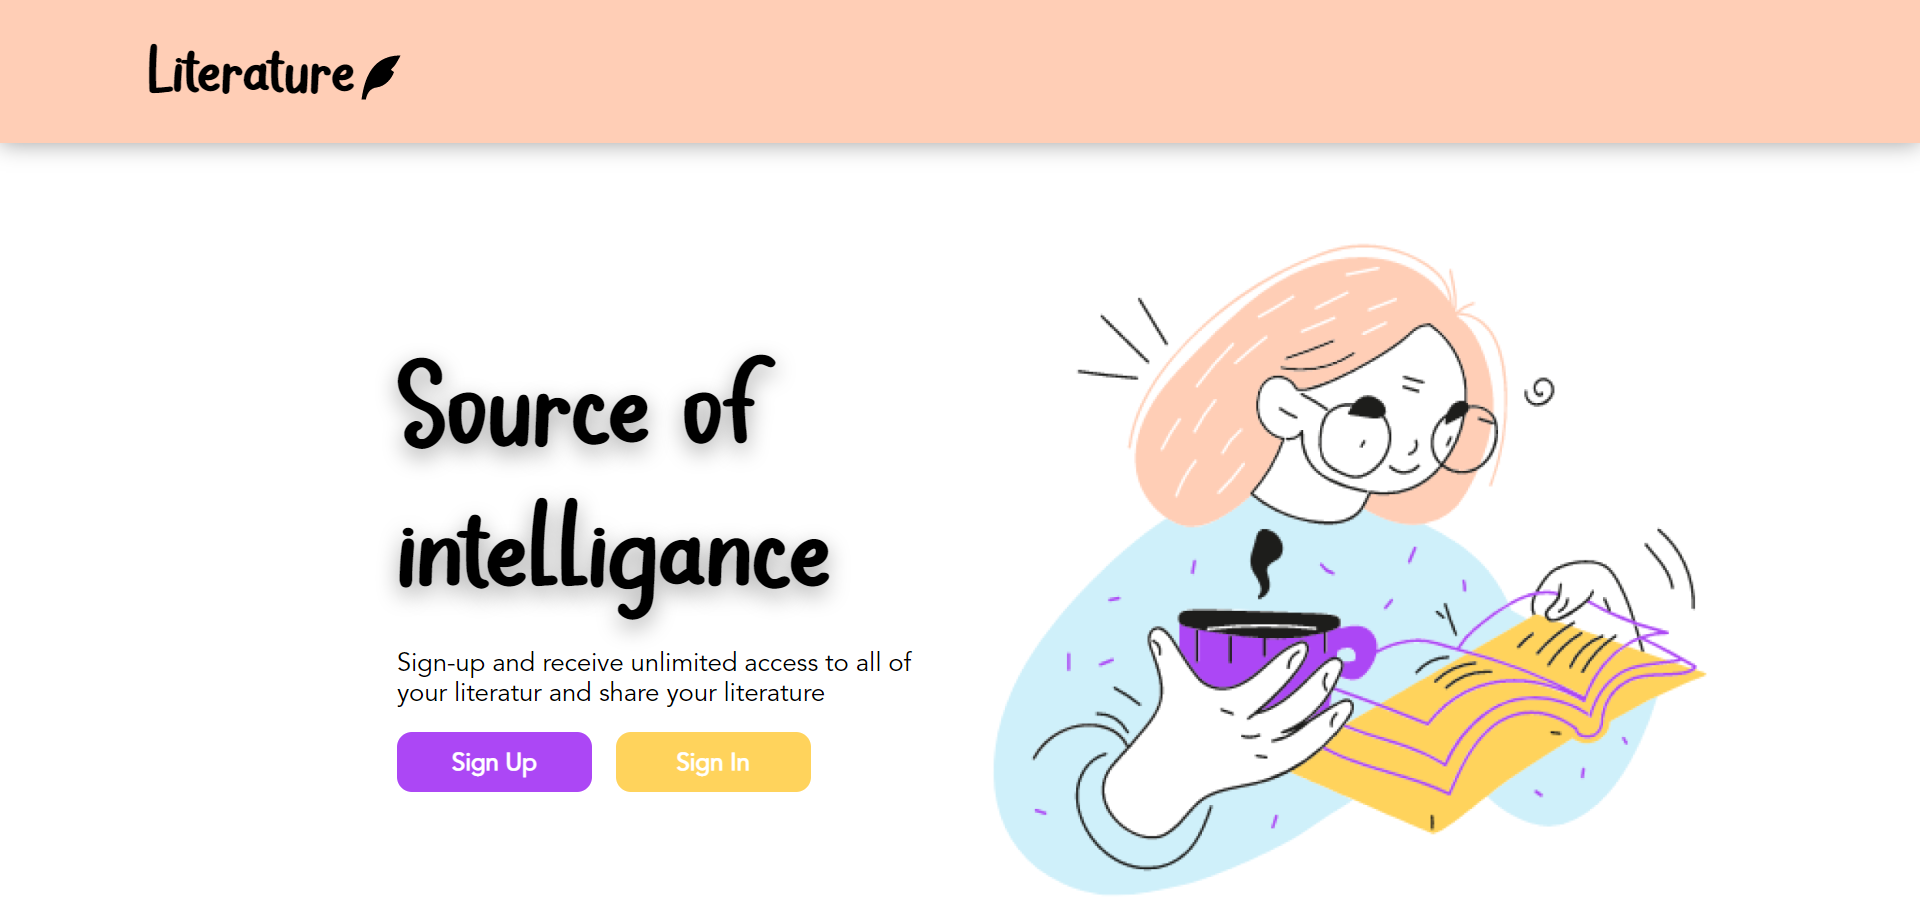 Literature
Source of
intelligance
Sign-up and receive unlimited access to all of
your literatur and share your literature
Sign Up
Sign In